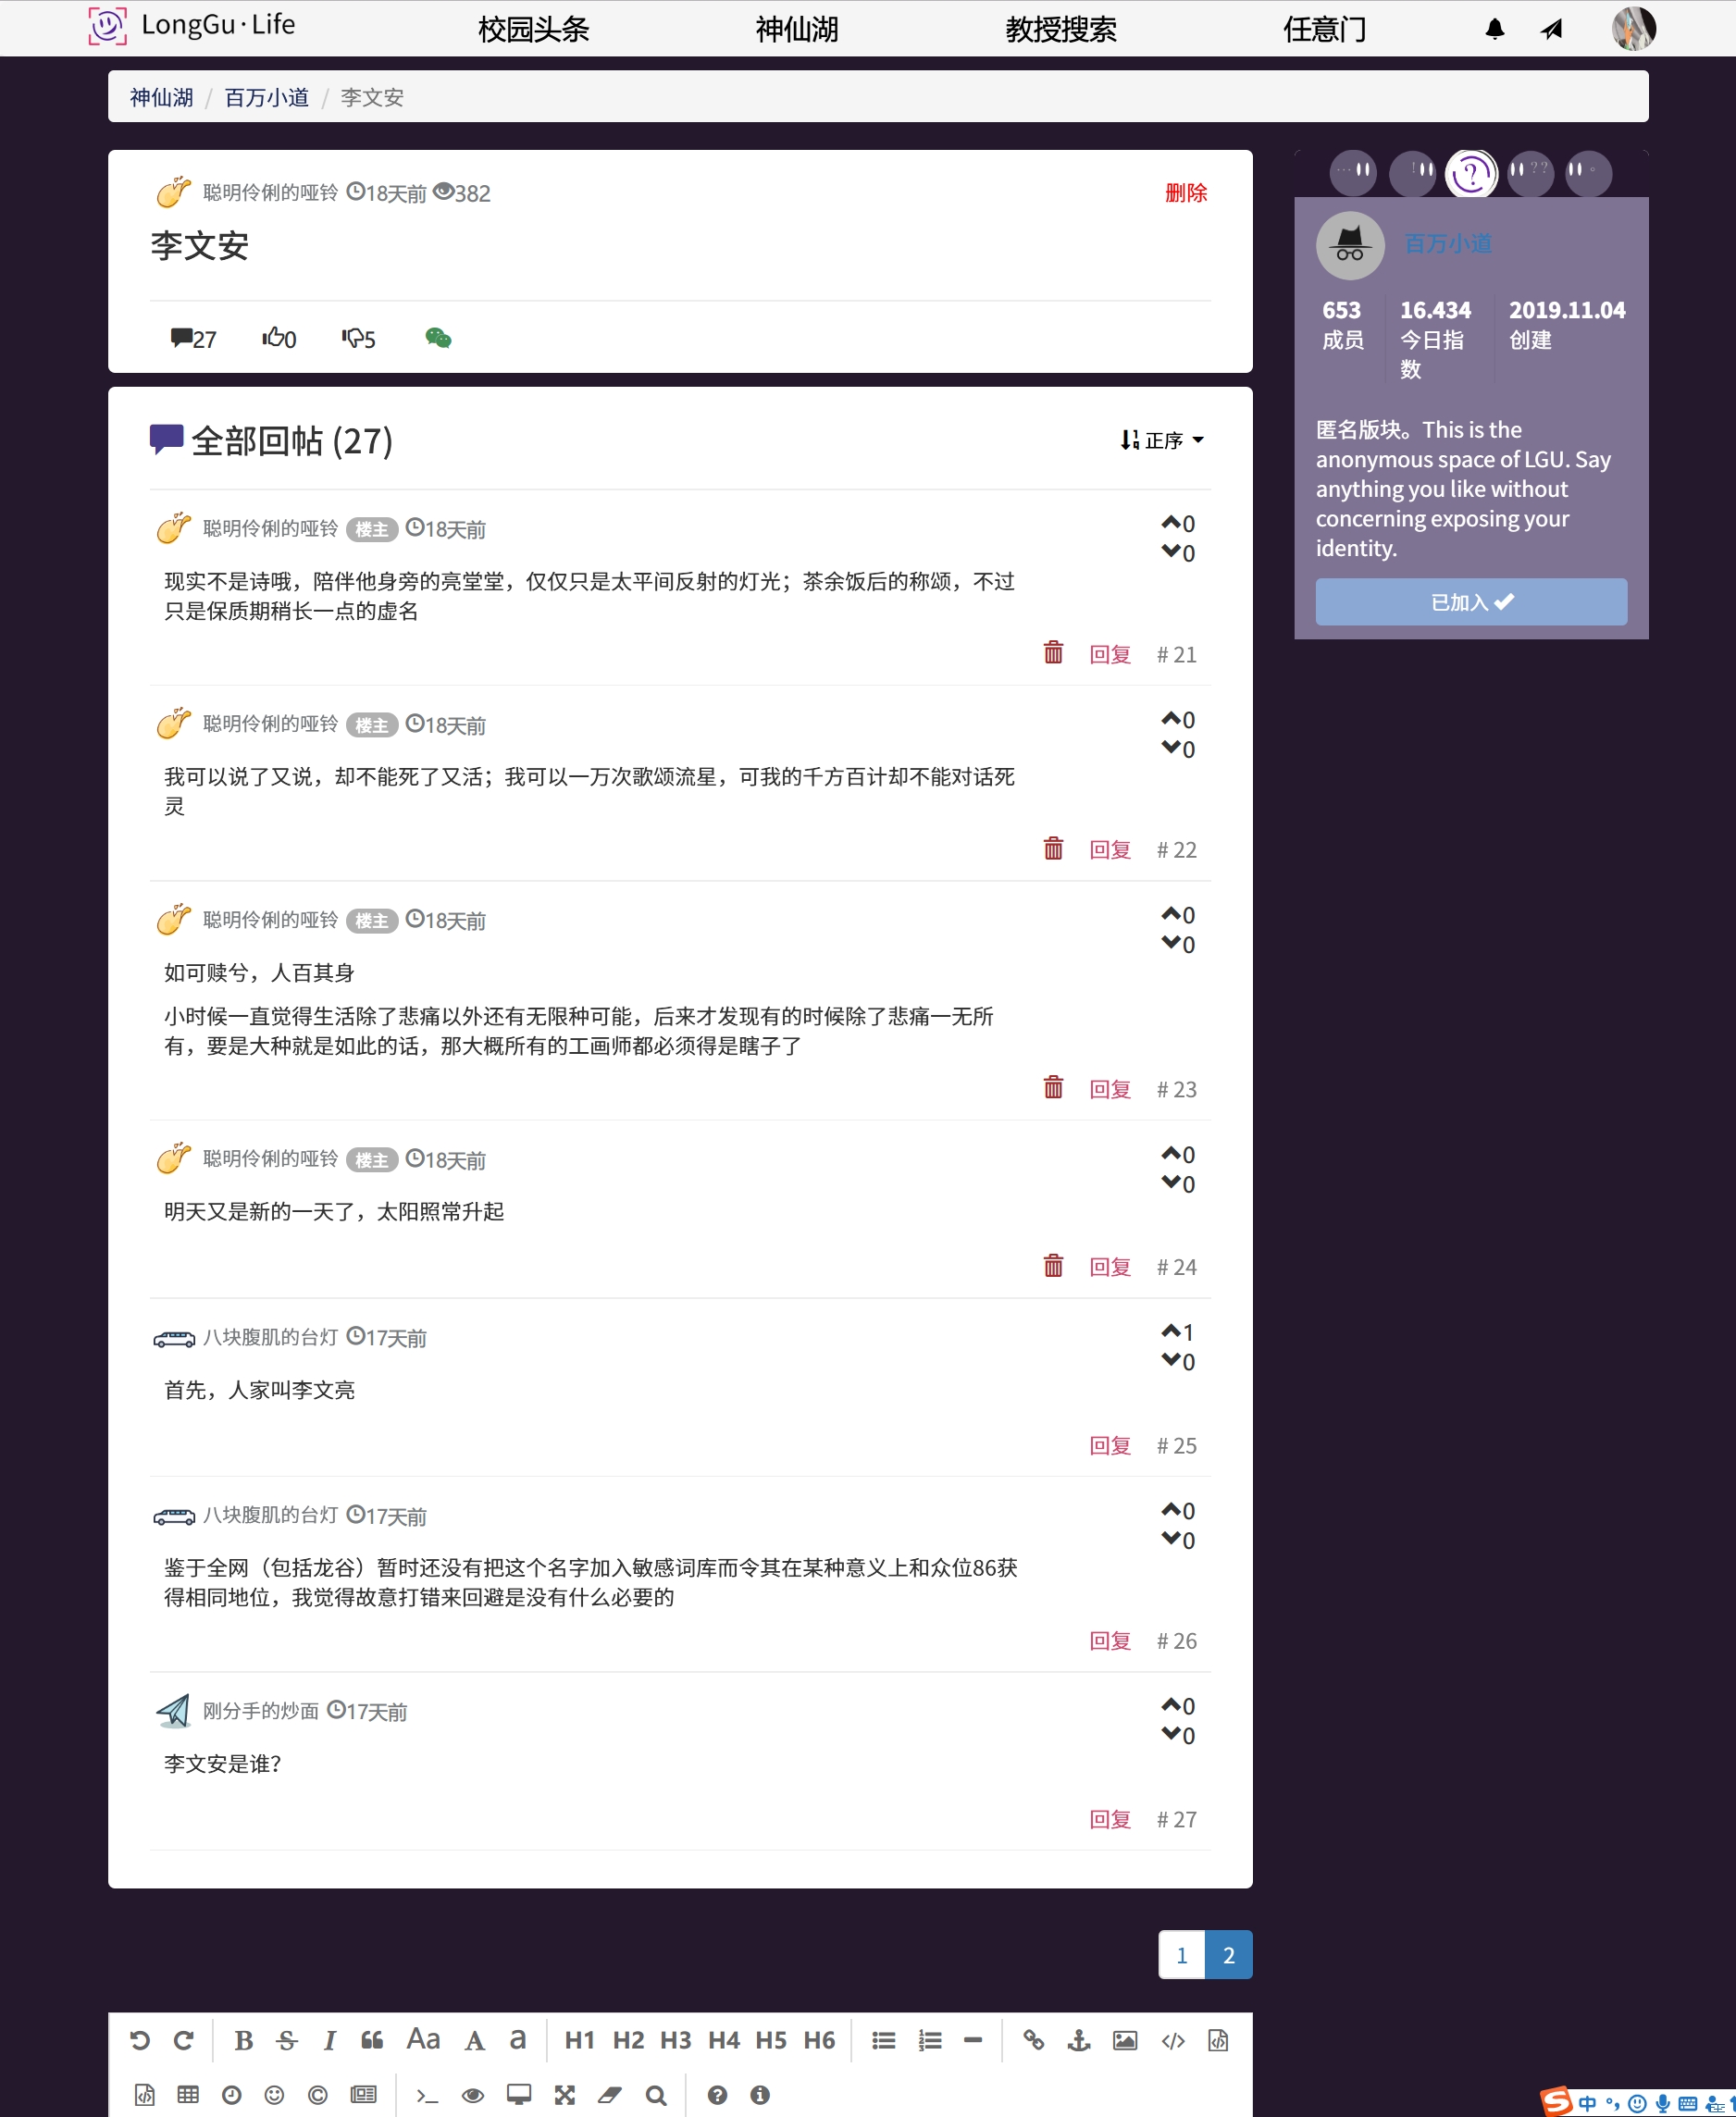 LongGu·Life 校园头条 神仙湖 教授搜索 任意门
神仙湖 / 百万小道 / 李文安
聪明伶俐的哑铃 18天前 382 删除
李文安
27 0 5
全部回帖 (27) 正序
聪明伶俐的哑铃 楼主 18天前 0
0
现实不是诗哦，陪伴他身旁的亮堂堂，仅仅只是太平间反射的灯光；茶余饭后的称颂，不过
只是保质期稍长一点的虚名
回复 # 21
聪明伶俐的哑铃 楼主 18天前 0
0
我可以说了又说，却不能死了又活；我可以一万次歌颂流星，可我的千方百计却不能对话死
灵
回复 # 22
聪明伶俐的哑铃 楼主 18天前 0
0
如可赎兮，人百其身
小时候一直觉得生活除了悲痛以外还有无限种可能，后来才发现有的时候除了悲痛一无所
有，要是大种就是如此的话，那大概所有的工画师都必须得是瞎子了
回复 # 23
聪明伶俐的哑铃 楼主 18天前 0
0
明天又是新的一天了，太阳照常升起
回复 # 24
八块腹肌的台灯 17天前 1
0
首先，人家叫李文亮
回复 # 25
八块腹肌的台灯 17天前 0
0
鉴于全网（包括龙谷）暂时还没有把这个名字加入敏感词库而令其在某种意义上和众位86获
得相同地位，我觉得故意打错来回避是没有什么必要的
回复 # 26
刚分手的炒面 17天前 0
0
李文安是谁？
回复 # 27
1 2
百万小道
653 16.434 2019.11.04
成员 今日指 创建
数
匿名版块。This is the
anonymous space of LGU. Say
anything you like without
concerning exposing your
identity.
已加入
B S I Aa A a H1 H2 H3 H4 H5 H6
中